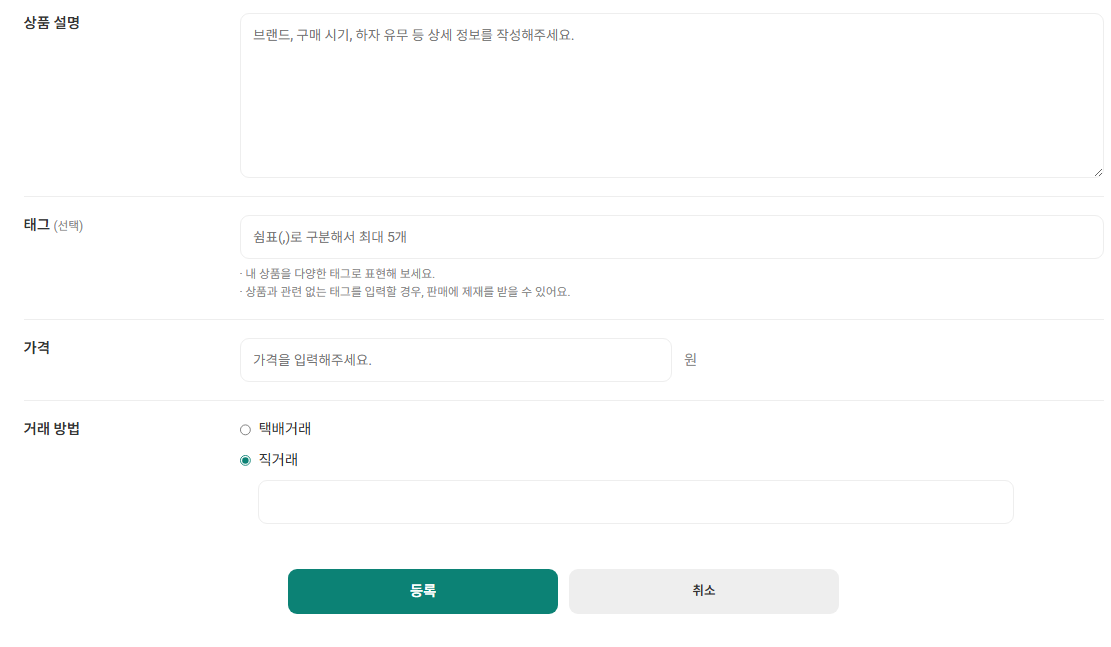 상품 설명
브랜드, 구매 시기, 하자 유무 등 상세 정보를 작성해주세요.
태그 (선택)
쉼표(,)로 구분해서 최대 5개
· 내 상품을 다양한 태그로 표현해 보세요.
· 상품과 관련 없는 태그를 입력할 경우, 판매에 제재를 받을 수 있어요.
가격
가격을 입력해주세요.
원
거래 방법
택배거래
직거래
등록
취소